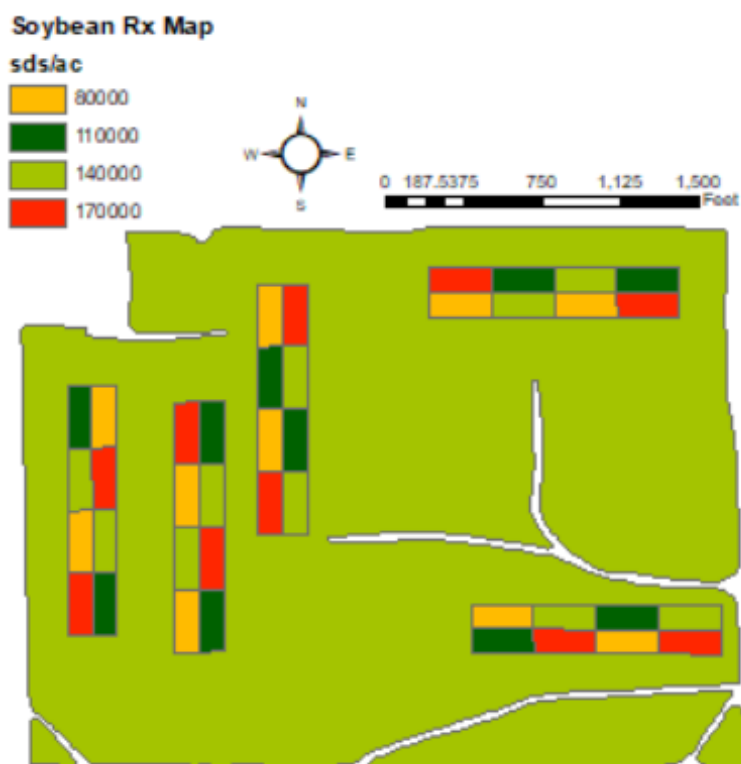 Soybean Rx Map
sds/ac
80000
110000
140000
170000
N
W E
S
0 187.5375 750 1,125 1,500
Feet